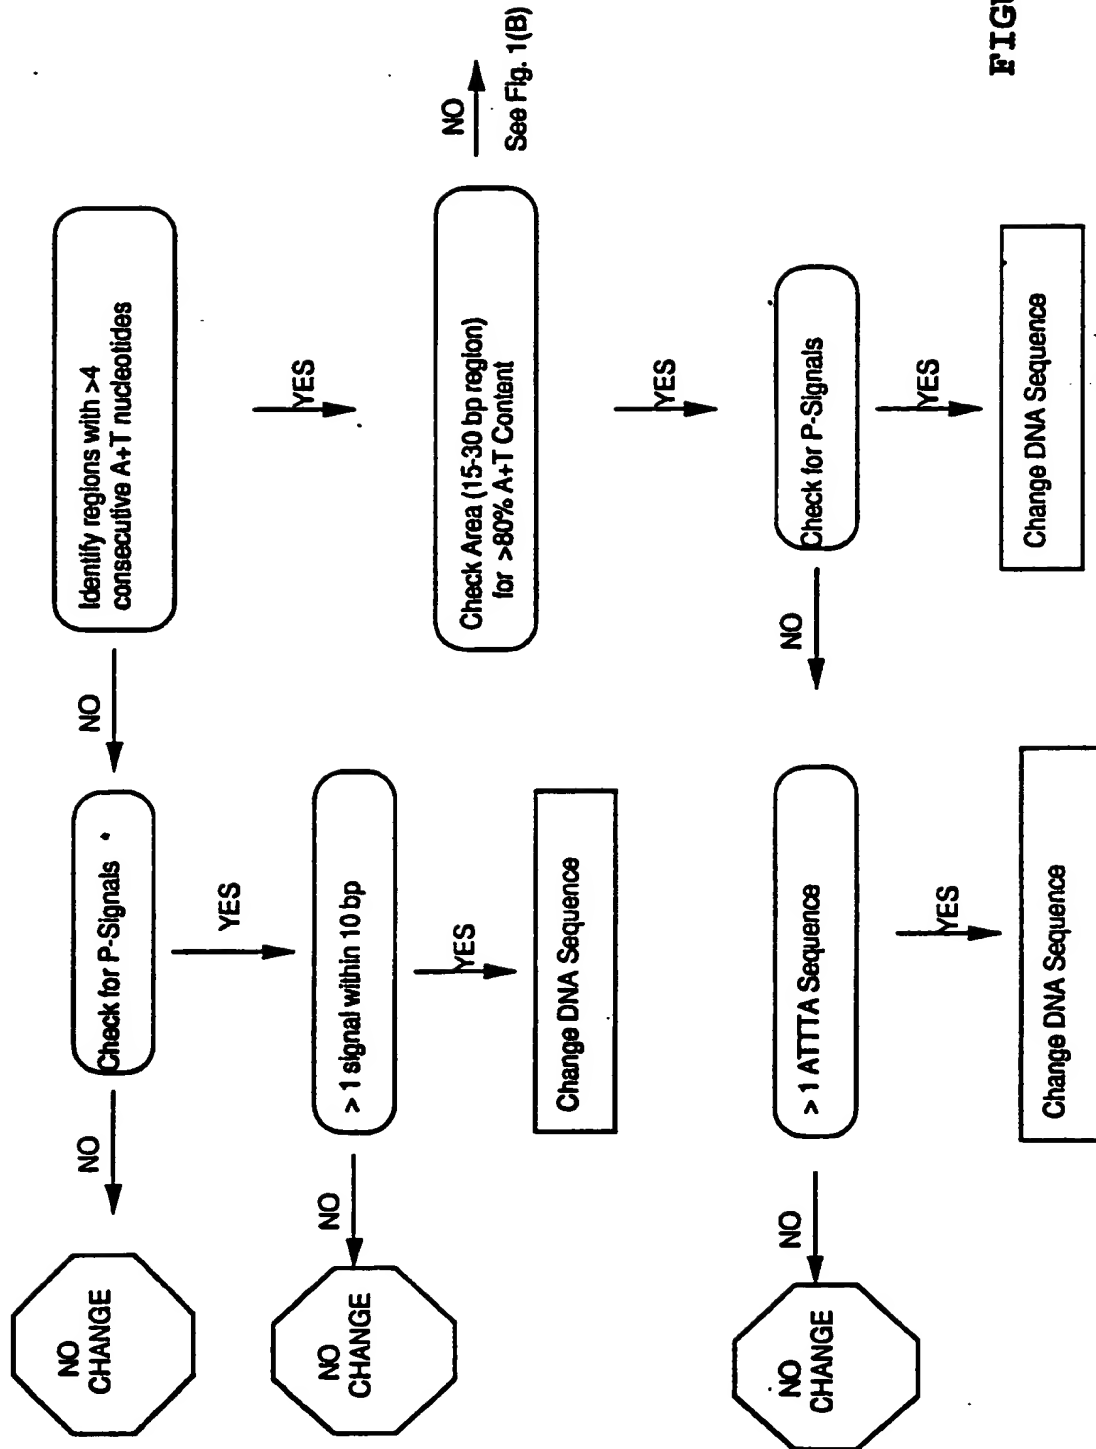 NO
CHANGE
NO
Check for P-Signals
NO
Identify regions with >4
consecutive A+T nucleotides
YES
YES
NO
CHANGE
NO
> 1 signal within 10 bp
Check Area (15-30 bp region)
for >80% A+T Content
NO
See Fig. 1(B)
YES
Change DNA Sequence
YES
NO
CHANGE
NO
> 1 ATTTA Sequence
NO
Check for P-Signals
YES
YES
Change DNA Sequence
Change DNA Sequence
FIGU